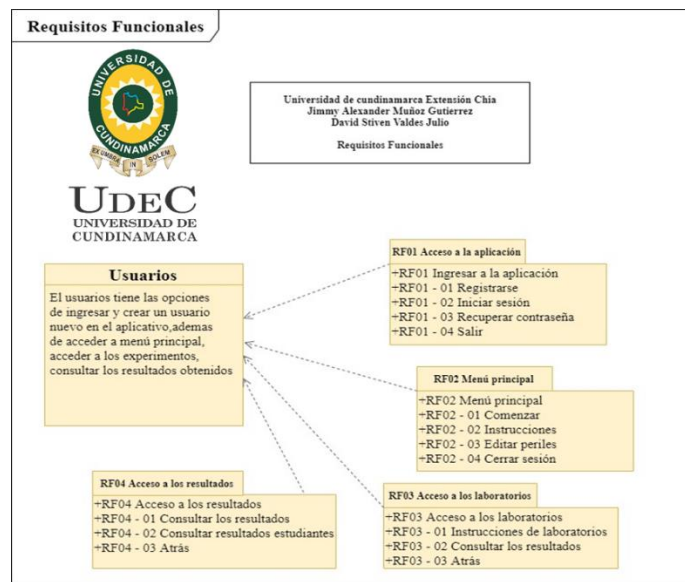 Requisitos Funcionales
UNIVERSIDAD DE
CUNDINAMARCA
EX UMBRA IN SOLEM
UDEC
UNIVERSIDAD DE
CUNDINAMARCA
Universidad de cundinamarca Extensión Chia
Jimmy Alexander Muñoz Gutierrez
David Stiven Valdes Julio
Requisitos Funcionales
Usuarios
El usuarios tiene las opciones
de ingresar y crear un usuario
nuevo en el aplicativo,ademas
de acceder a menú principal,
acceder a los experimentos,
consultar los resultados obtenidos
RF01 Acceso a la aplicación
+RF01 Ingresar a la aplicación
+RF01 - 01 Registrarse
+RF01 - 02 Iniciar sesión
+RF01 - 03 Recuperar contraseña
+RF01 - 04 Salir
RF02 Menú principal
+RF02 Menú principal
+RF02 - 01 Comenzar
+RF02 - 02 Instrucciones
+RF02 - 03 Editar periles
+RF02 - 04 Cerrar sesión
RF04 Acceso a los resultados
+RF04 Acceso a los resultados
+RF04 - 01 Consultar los resultados
+RF04 - 02 Consultar resultados estudiantes
+RF04 - 03 Atrás
RF03 Acceso a los laboratorios
+RF03 Acceso a los laboratorios
+RF03 - 01 Instrucciones de laboratorios
+RF03 - 02 Consultar los resultados
+RF03 - 03 Atrás